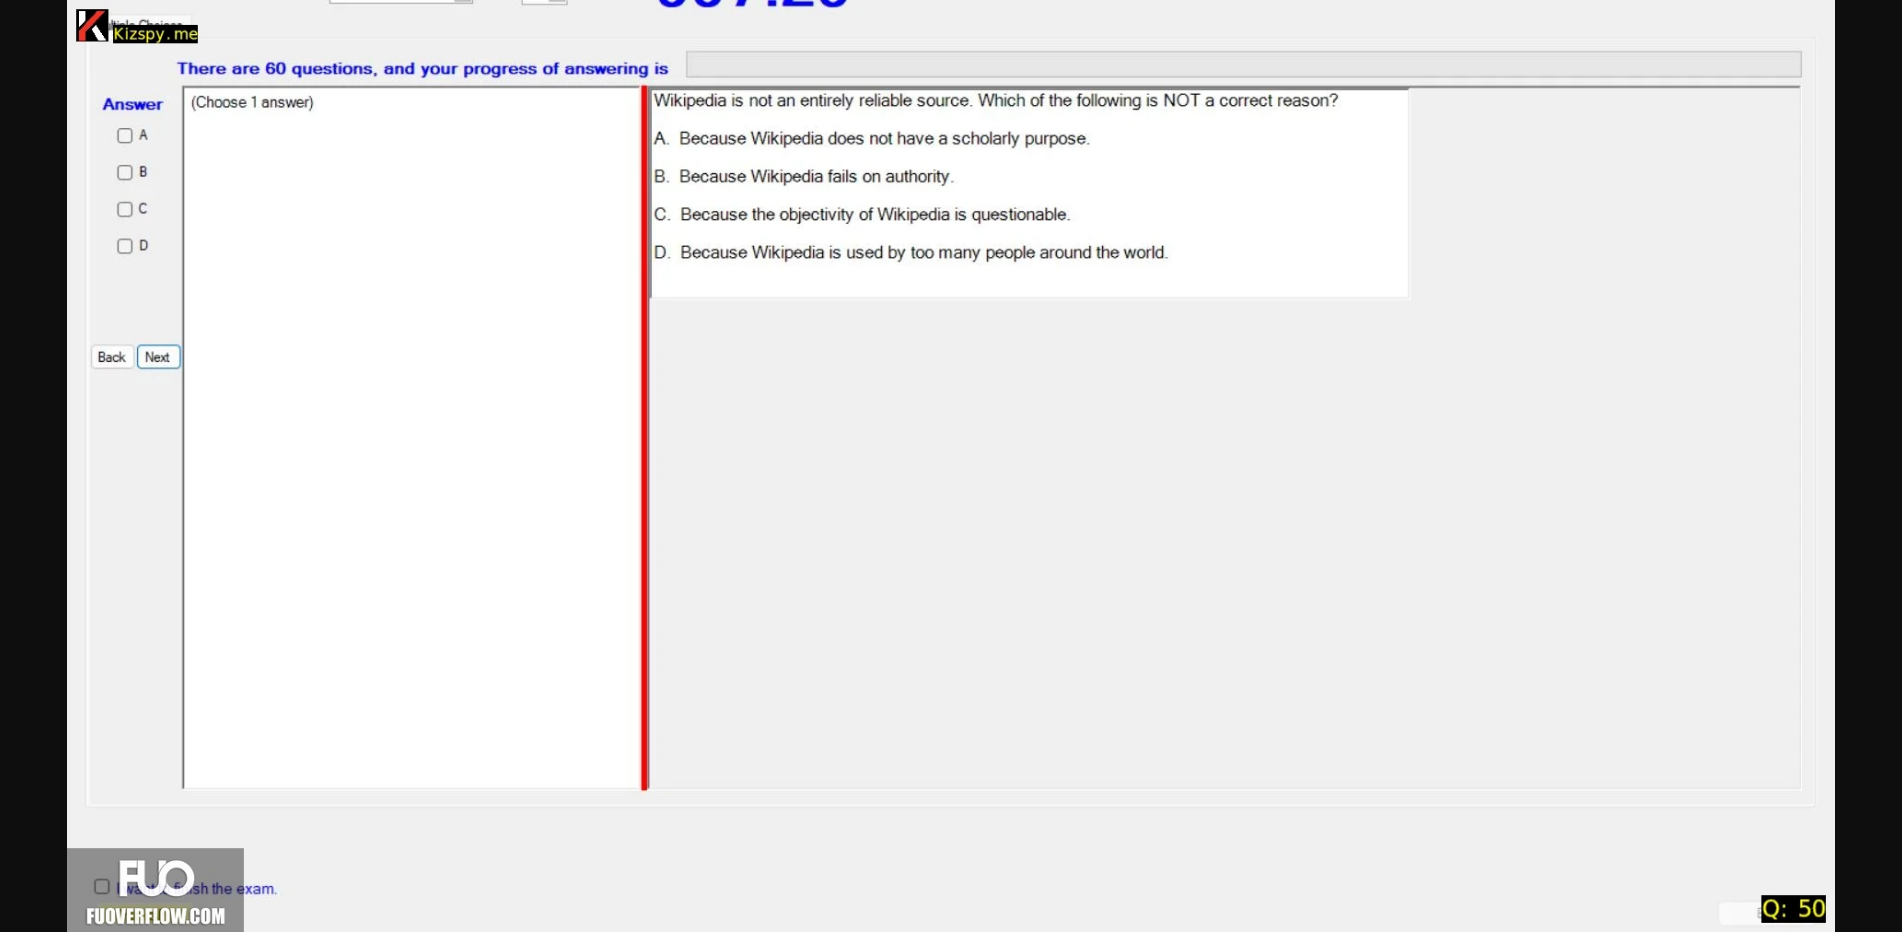 Kizspy.me
There are 60 questions, and your progress of answering is
Answer
(Choose 1 answer)
A
B
C
D
Back
Next
Wikipedia is not an entirely reliable source. Which of the following is NOT a correct reason?
A. Because Wikipedia does not have a scholarly purpose.
B. Because Wikipedia fails on authority.
C. Because the objectivity of Wikipedia is questionable.
D. Because Wikipedia is used by too many people around the world.
FUO
the exam.
FUOVERFLOW.COM
Q: 50